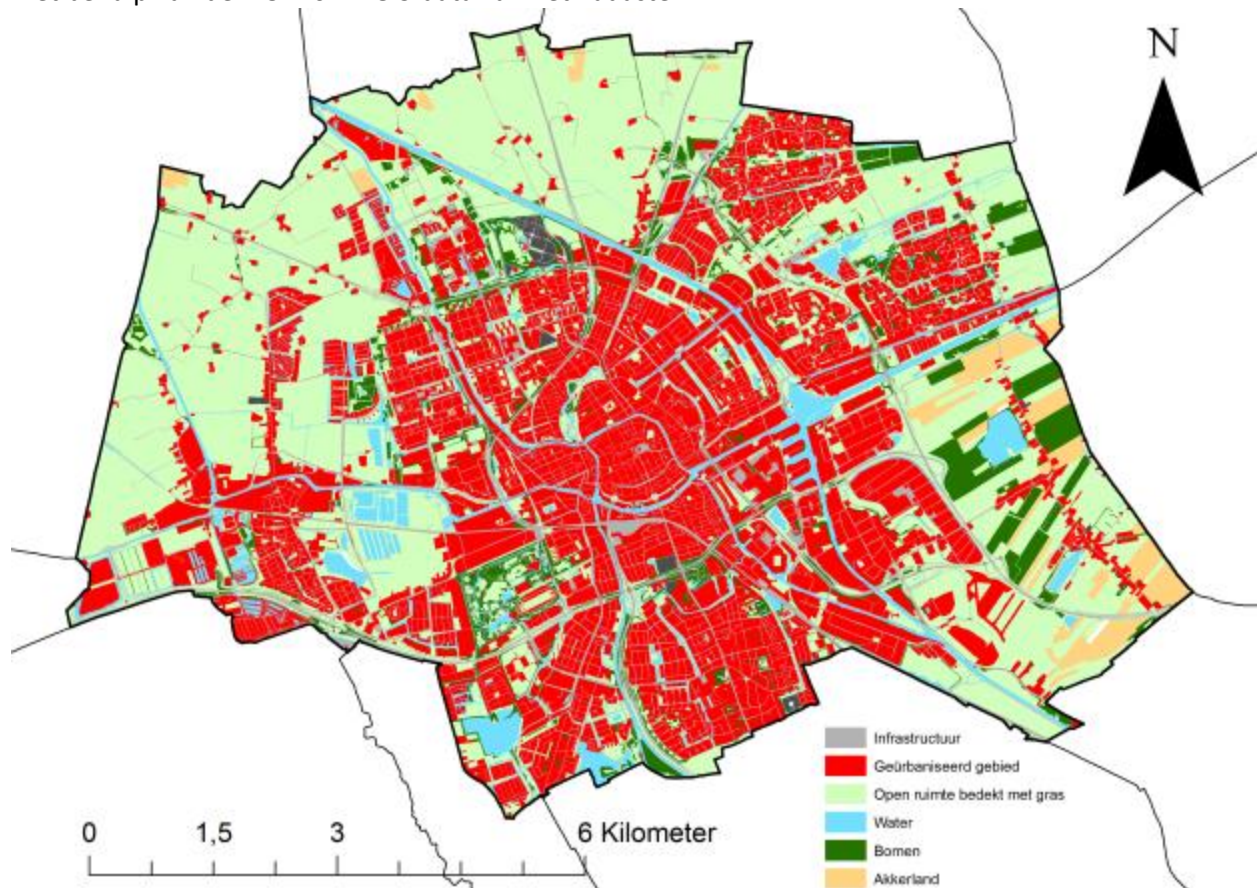 N
Infrastructuur
Geürbaniseerd gebied
Open ruimte bedekt met gras
Water
Bomen
Akkerland
0 1,5 3 6 Kilometer